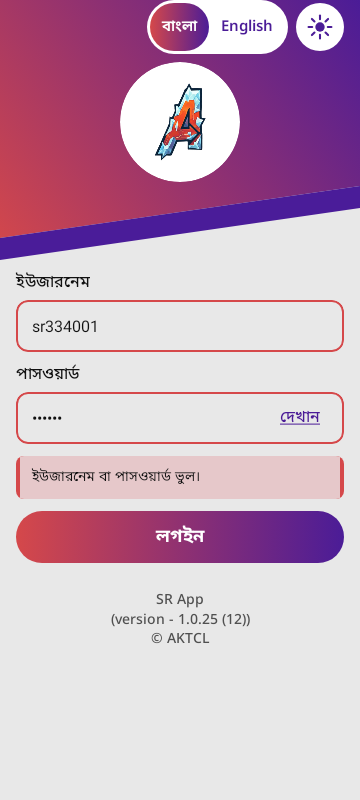 বাংলা English
ইউজারনেম
sr334001
পাসওয়ার্ড
•••••• দেখান
ইউজারনেম বা পাসওয়ার্ড ভুল।
লগইন
SR App
(version - 1.0.25 (12))
© AKTCL